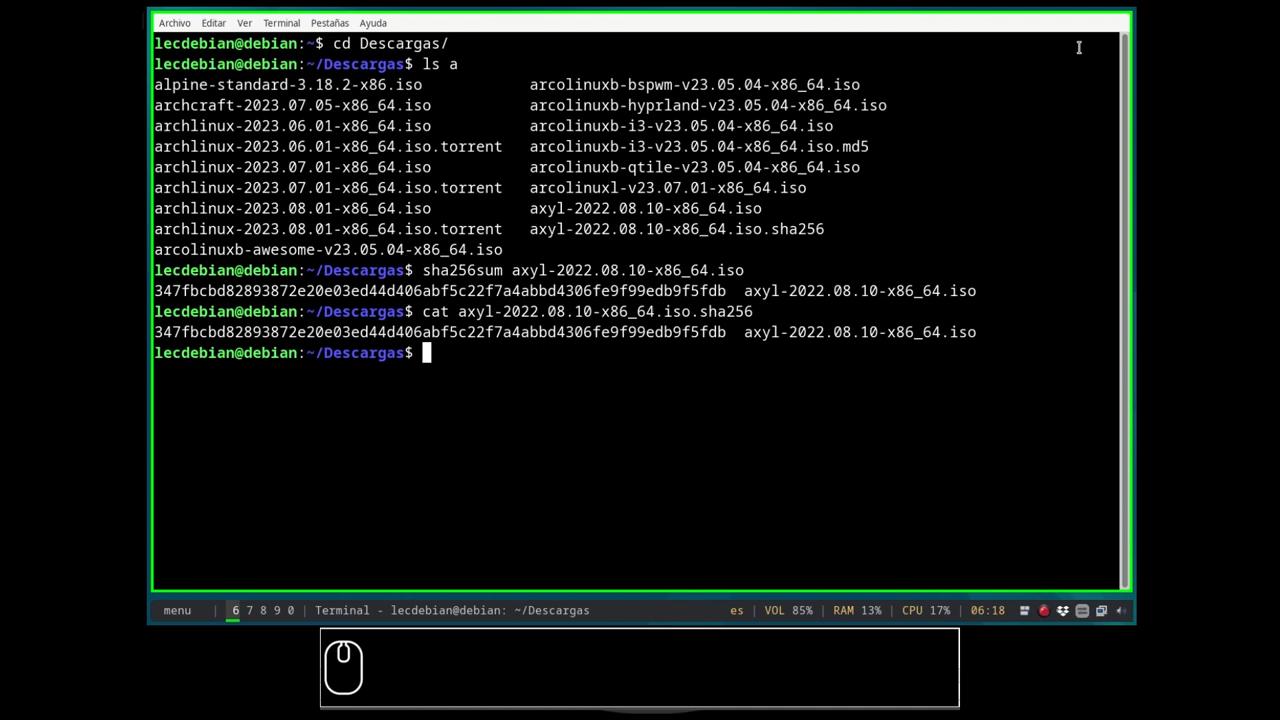 Archivo Editar Ver Terminal Pestañas Ayuda
lecdebian@debian:~$ cd Descargas/
lecdebian@debian:~/Descargas$ ls a
alpine-standard-3.18.2-x86.iso arcolinuxb-bspwm-v23.05.04-x86_64.iso
archcraft-2023.07.05-x86_64.iso arcolinuxb-hyprland-v23.05.04-x86_64.iso
archlinux-2023.06.01-x86_64.iso arcolinuxb-i3-v23.05.04-x86_64.iso
archlinux-2023.06.01-x86_64.iso.torrent arcolinuxb-i3-v23.05.04-x86_64.iso.md5
archlinux-2023.07.01-x86_64.iso arcolinuxb-qtile-v23.05.04-x86_64.iso
archlinux-2023.07.01-x86_64.iso.torrent arcolinuxl-v23.07.01-x86_64.iso
archlinux-2023.08.01-x86_64.iso axyl-2022.08.10-x86_64.iso
archlinux-2023.08.01-x86_64.iso.torrent axyl-2022.08.10-x86_64.iso.sha256
arcolinuxb-awesome-v23.05.04-x86_64.iso
lecdebian@debian:~/Descargas$ sha256sum axyl-2022.08.10-x86_64.iso
347fbcbd82893872e20e03ed44d406abf5c22f7a4abbd4306fe9f99edb9f5fdb axyl-2022.08.10-x86_64.iso
lecdebian@debian:~/Descargas$ cat axyl-2022.08.10-x86_64.iso.sha256
347fbcbd82893872e20e03ed44d406abf5c22f7a4abbd4306fe9f99edb9f5fdb axyl-2022.08.10-x86_64.iso
lecdebian@debian:~/Descargas$
menu | 6 7 8 9 0 | Terminal - lecdebian@debian: ~/Descargas es | VOL 85% | RAM 13% | CPU 17% | 06:18